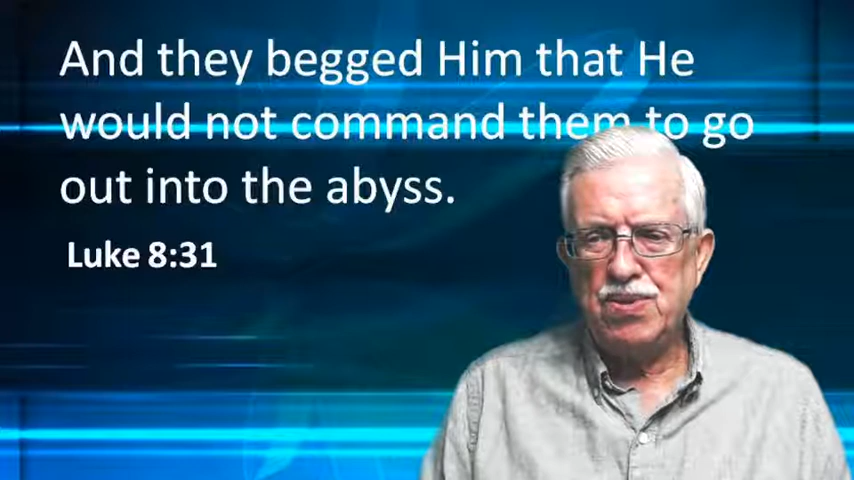 And they begged Him that He
would not command them to go
out into the abyss.
Luke 8:31